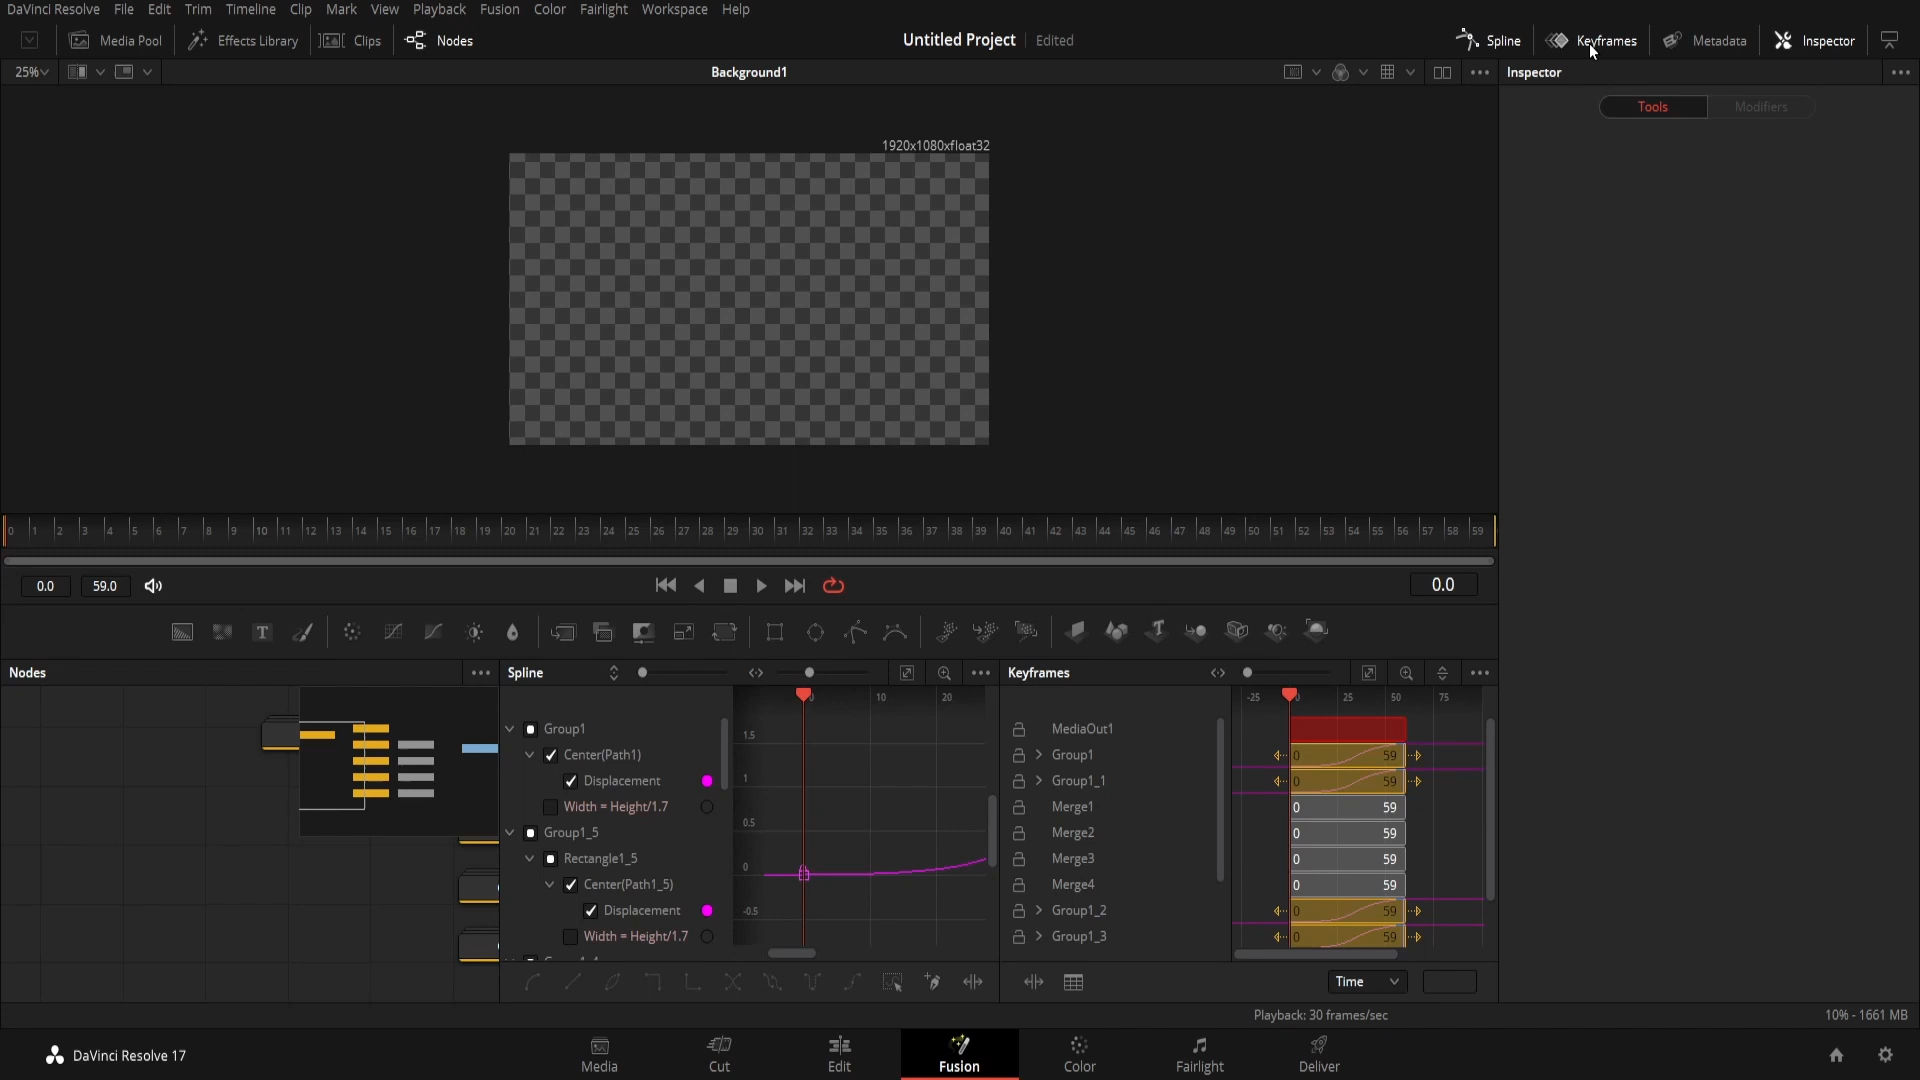 DaVinci Resolve File Edit Trim Timeline Clip Mark View Playback Fusion Color Fairlight Workspace Help
Media Pool Effects Library Clips Nodes Untitled Project Edited Spline Keyframes Metadata Inspector
25% Background1 Inspector
Tools Modifiers
1920x1080xfloat32
0 1 2 3 4 5 6 7 8 9 10 11 12 13 14 15 16 17 18 19 20 21 22 23 24 25 26 27 28 29 30 31 32 33 34 35 36 37 38 39 40 41 42 43 44 45 46 47 48 49 50 51 52 53 54 55 56 57 58 59
0.0 59.0 0.0
Nodes Spline Keyframes
0 10 20
-25 0 25 50 75
Group1
Center(Path1)
Displacement
Width = Height/1.7
Group1_5
Rectangle1_5
Center(Path1_5)
Displacement
Width = Height/1.7
1.5
1
0.5
0
-0.5
MediaOut1
Group1 0 59
Group1_1 0 59
Merge1 0 59
Merge2 0 59
Merge3 0 59
Merge4 0 59
Group1_2 0 59
Group1_3 0 59
Time
Playback: 30 frames/sec 10% - 1661 MB
DaVinci Resolve 17 Media Cut Edit Fusion Color Fairlight Deliver